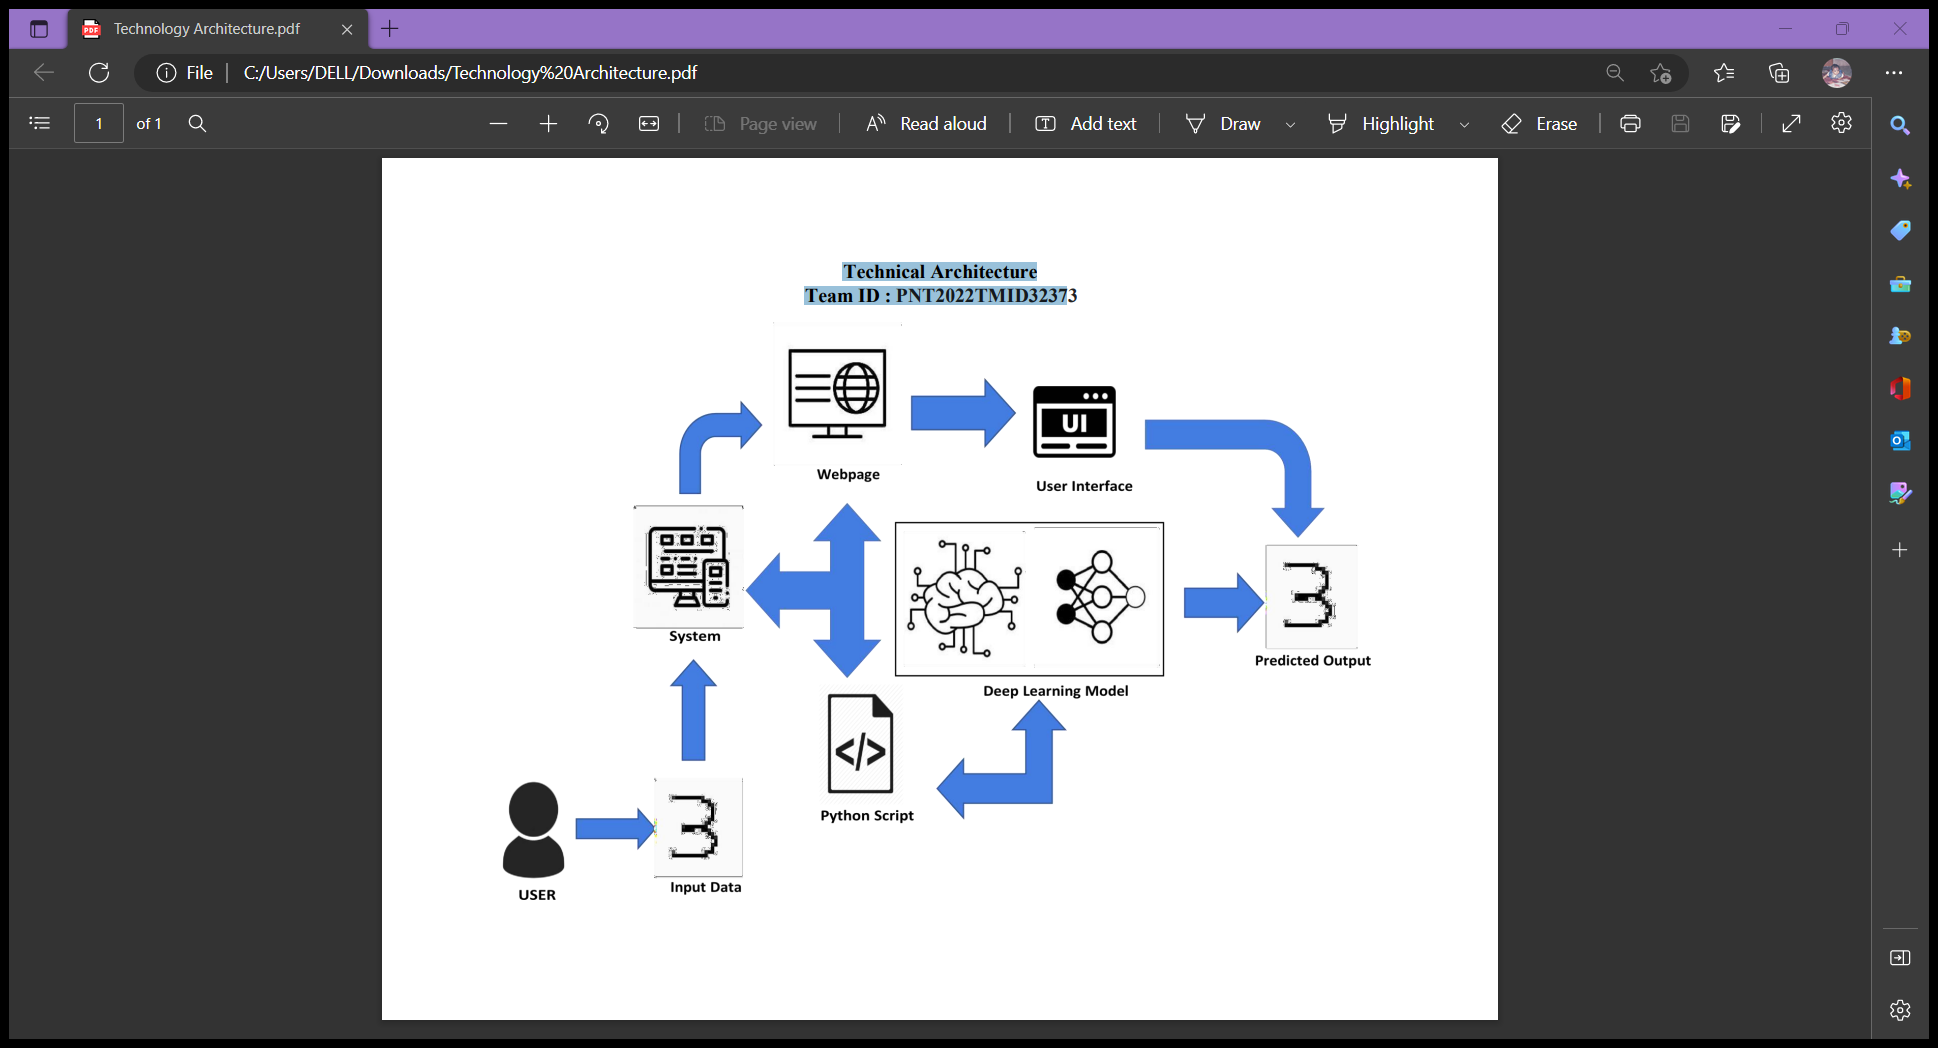 Technology Architecture.pdf
File C:/Users/DELL/Downloads/Technology%20Architecture.pdf
1 of 1 Page view Read aloud Add text Draw Highlight Erase
Technical Architecture
Team ID : PNT2022TMID32373
UI
Webpage
User Interface
System
Predicted Output
Deep Learning Model
Python Script
Input Data
USER